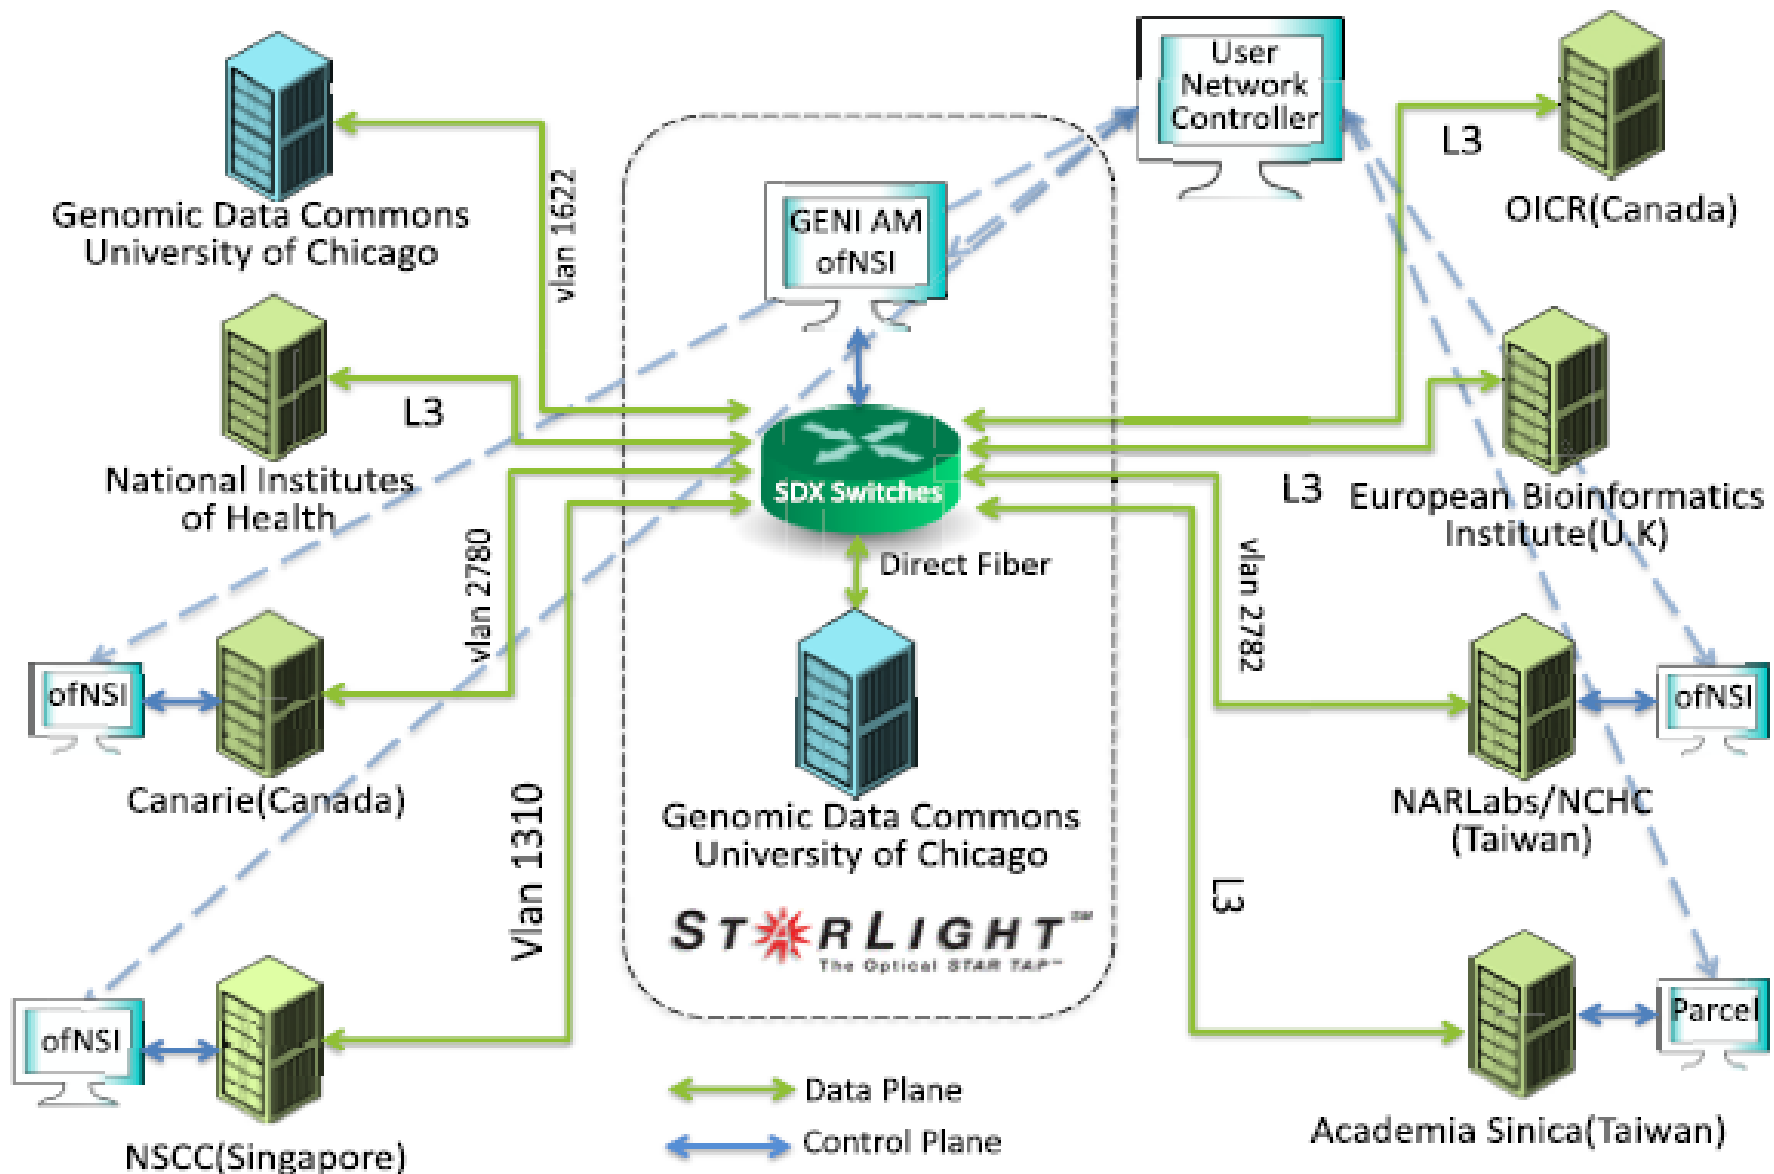 User
Network
Controller
L3
OICR(Canada)
Genomic Data Commons
University of Chicago
vlan 1622
GENI AM
ofNSI
L3
National Institutes
of Health
SDX Switches
L3
European Bioinformatics
Institute(U.K)
Direct Fiber
vlan 2780
vlan 2782
ofNSI
Canarie(Canada)
ofNSI
NARLabs/NCHC
(Taiwan)
Genomic Data Commons
University of Chicago
Vlan 1310
L3
STARLIGHT℠
The Optical STAR TAP™
ofNSI
NSCC(Singapore)
Parcel
Academia Sinica(Taiwan)
Data Plane
Control Plane